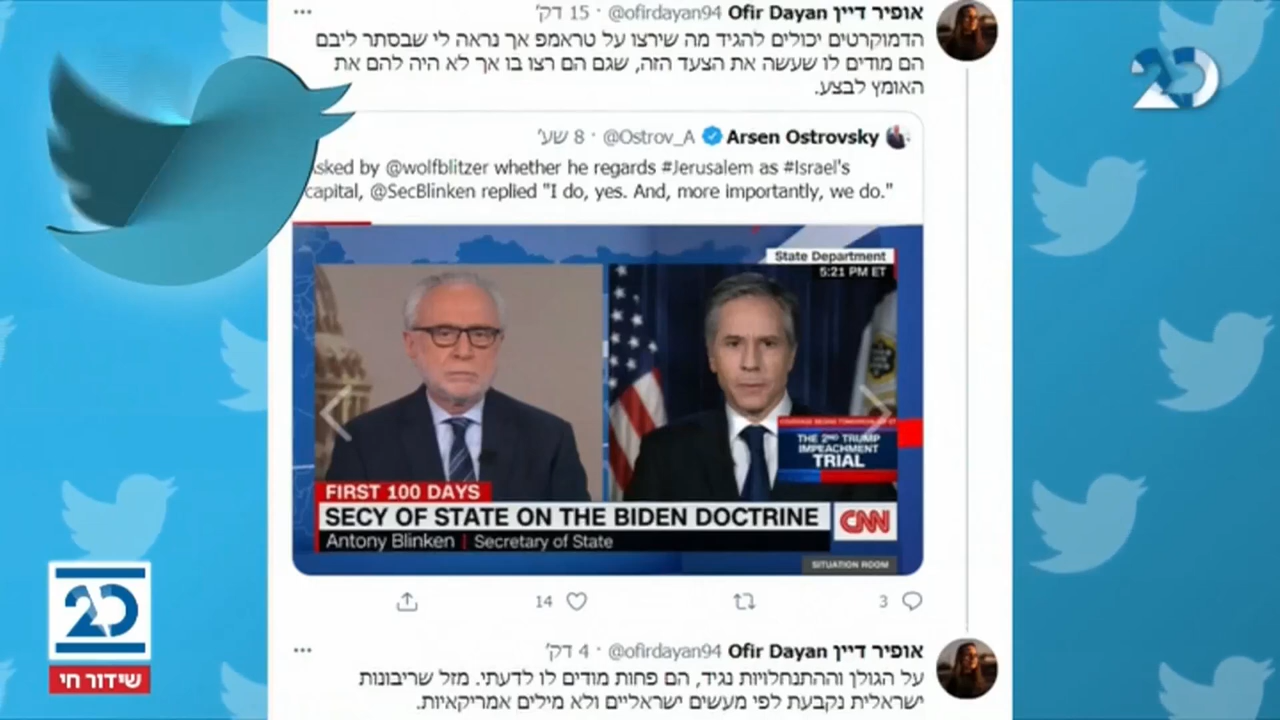 אופיר דיין Ofir Dayan @ofirdayan94 · 15 דק'
הדמוקרטים יכולים להגיד מה שירצו על טראמפ אך נראה לי שבסתר ליבם
הם מודים לו שעשה את הצעד הזה, שגם הם רצו בו אך לא היה להם את
האומץ לבצע.
Arsen Ostrovsky @Ostrov_A · 8 שע'
Asked by @wolfblitzer whether he regards #Jerusalem as #Israel's
capital, @SecBlinken replied "I do, yes. And, more importantly, we do."
State Department
5:21 PM ET
THE 2ND TRUMP
IMPEACHMENT
TRIAL
FIRST 100 DAYS
SECY OF STATE ON THE BIDEN DOCTRINE
CNN
Antony Blinken | Secretary of State
SITUATION ROOM
14
3
אופיר דיין Ofir Dayan @ofirdayan94 · 4 דק'
על הגולן וההתנחלויות נגיד, הם פחות מודים לו לדעתי. מזל שריבונות
ישראלית נקבעת לפי מעשים ישראליים ולא מילים אמריקאיות.
20
20
שידור חי